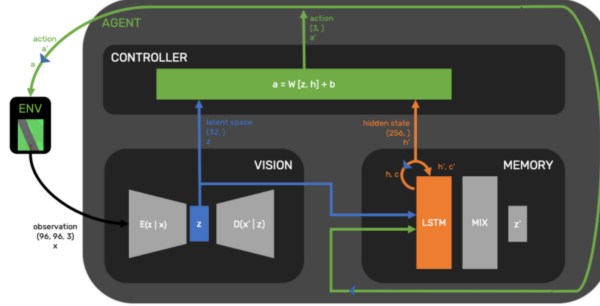 AGENT
action
(3, )
a'
action
a'
a
CONTROLLER
a = W [z, h] + b
ENV
latent space
(32, )
z
hidden state
(256, )
h'
VISION
MEMORY
h, c
h', c'
E(z | x)
z
D(x' | z)
LSTM
MIX
z'
observation
(96, 96, 3)
x